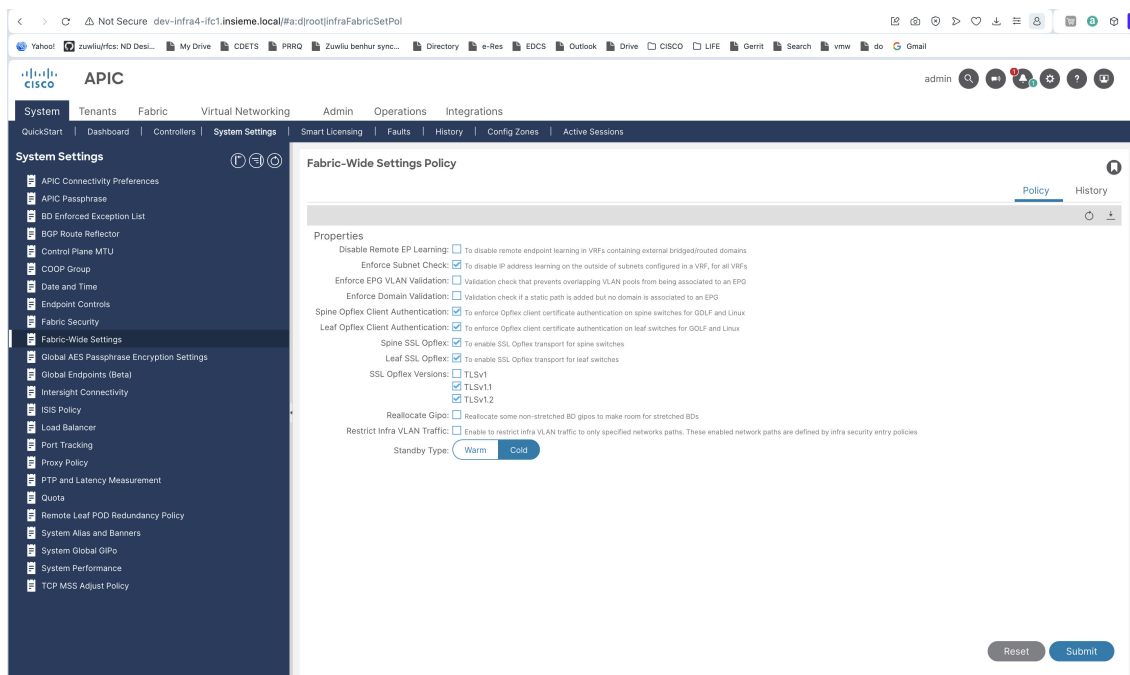 Not Secure dev-infra4-ifc1.insieme.local/#a:d|root|infraFabricSetPol
Yahoo! zuwliu/rfcs: ND Desi... My Drive CDETS PRRQ Zuwliu benhur sync... Directory e-Res EDCS Outlook Drive CISCO LIFE Gerrit Search vmw do Gmail
CISCO APIC admin
System Tenants Fabric Virtual Networking Admin Operations Integrations
QuickStart | Dashboard | Controllers | System Settings | Smart Licensing | Faults | History | Config Zones | Active Sessions
System Settings
APIC Connectivity Preferences
APIC Passphrase
BD Enforced Exception List
BGP Route Reflector
Control Plane MTU
COOP Group
Date and Time
Endpoint Controls
Fabric Security
Fabric-Wide Settings
Global AES Passphrase Encryption Settings
Global Endpoints (Beta)
Intersight Connectivity
ISIS Policy
Load Balancer
Port Tracking
Proxy Policy
PTP and Latency Measurement
Quota
Remote Leaf POD Redundancy Policy
System Alias and Banners
System Global GIPo
System Performance
TCP MSS Adjust Policy
Fabric-Wide Settings Policy
Policy History
Properties
Disable Remote EP Learning: To disable remote endpoint learning in VRFs containing external bridged/routed domains
Enforce Subnet Check: To disable IP address learning on the outside of subnets configured in a VRF, for all VRFs
Enforce EPG VLAN Validation: Validation check that prevents overlapping VLAN pools from being associated to an EPG
Enforce Domain Validation: Validation check if a static path is added but no domain is associated to an EPG
Spine Opflex Client Authentication: To enforce Opflex client certificate authentication on spine switches for GOLF and Linux
Leaf Opflex Client Authentication: To enforce Opflex client certificate authentication on leaf switches for GOLF and Linux
Spine SSL Opflex: To enable SSL Opflex transport for spine switches
Leaf SSL Opflex: To enable SSL Opflex transport for leaf switches
SSL Opflex Versions: TLSv1
TLSv1.1
TLSv1.2
Reallocate Gipo: Reallocate some non-stretched BD gipos to make room for stretched BDs
Restrict Infra VLAN Traffic: Enable to restrict infra VLAN traffic to only specified networks paths. These enabled network paths are defined by infra security entry policies
Standby Type: Warm Cold
Reset Submit